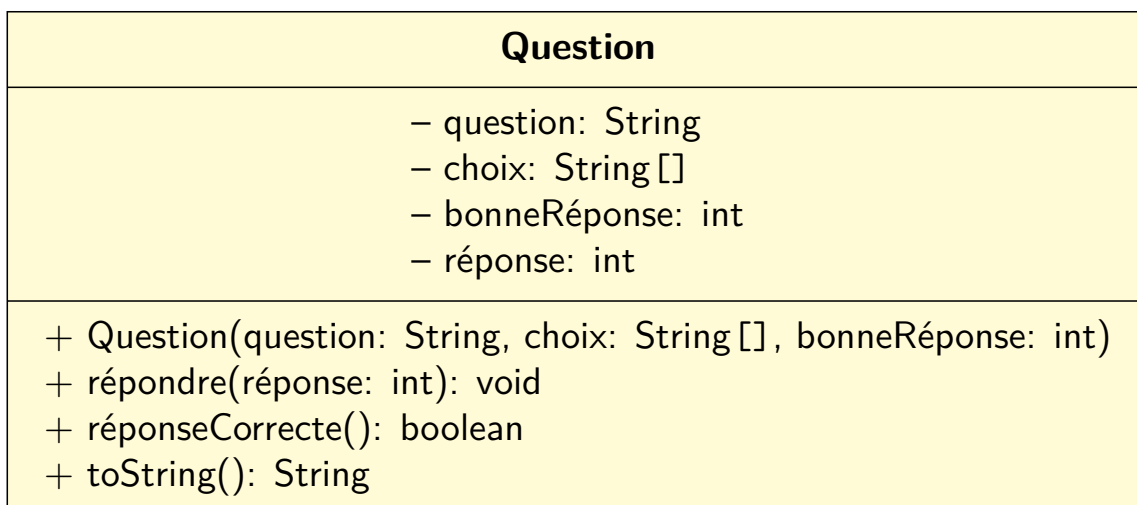 Question
– question: String
– choix: String[]
– bonneRéponse: int
– réponse: int
+ Question(question: String, choix: String[], bonneRéponse: int)
+ répondre(réponse: int): void
+ réponseCorrecte(): boolean
+ toString(): String